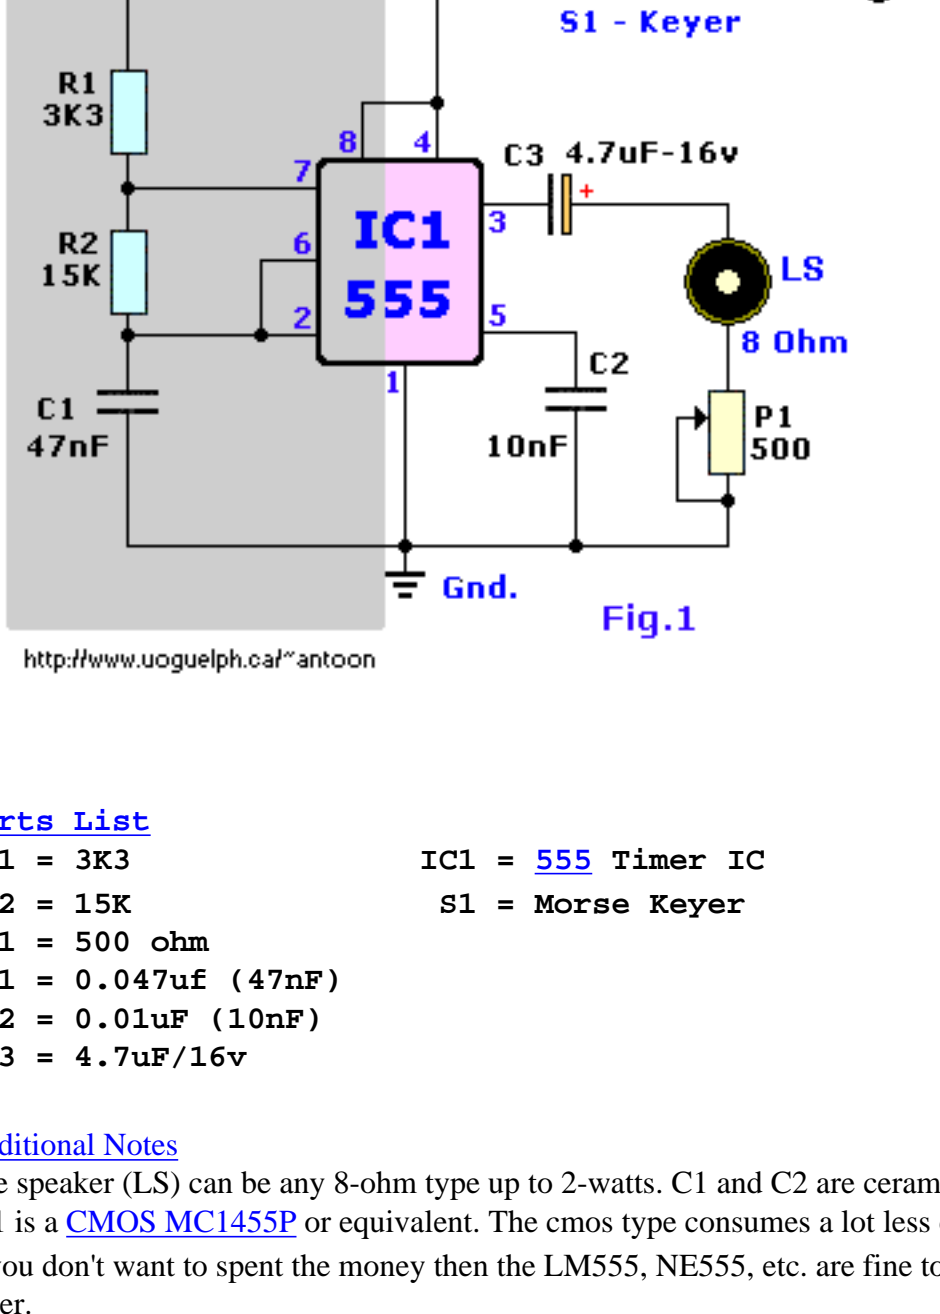 S1 - Keyer
R1
3K3
8
4
C3 4.7uF-16v
7
+
3
IC1
555
R2
15K
6
LS
2
5
8 Ohm
C2
1
C1
47nF
10nF
P1
500
Gnd.
Fig.1
http://www.uoguelph.ca/~antoon
rts List
1 = 3K3 IC1 = 555 Timer IC
2 = 15K S1 = Morse Keyer
1 = 500 ohm
1 = 0.047uf (47nF)
2 = 0.01uF (10nF)
3 = 4.7uF/16v
ditional Notes
e speaker (LS) can be any 8-ohm type up to 2-watts. C1 and C2 are ceram
1 is a CMOS MC1455P or equivalent. The cmos type consumes a lot less
you don't want to spent the money then the LM555, NE555, etc. are fine to
er.